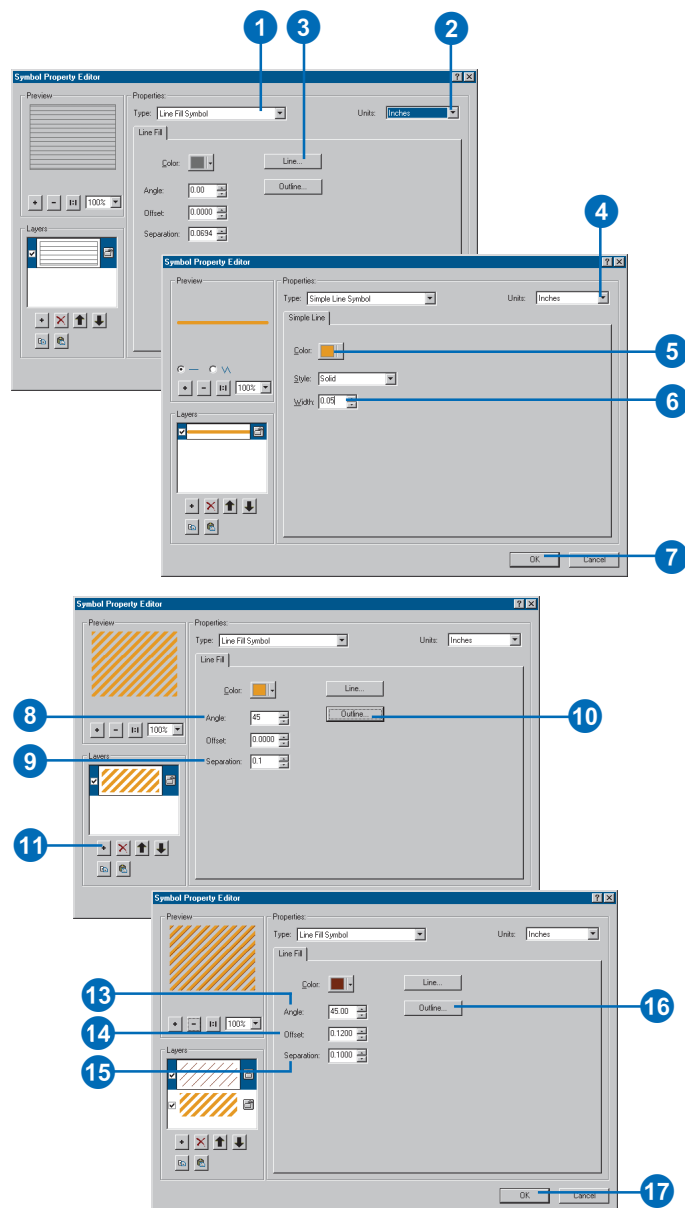 1
3
2
Symbol Property Editor
Preview
100%
Layers
Properties:
Type: Line Fill Symbol
Units: Inches
Line Fill
Color:
Line...
Angle: 0.00
Outline...
Offset: 0.0000
Separation: 0.0694
4
Symbol Property Editor
Preview
100%
Layers
Properties:
Type: Simple Line Symbol
Units: Inches
Simple Line
Color:
5
Style: Solid
Width: 0.05
6
OK
Cancel
7
Symbol Property Editor
Preview
100%
Layers
Properties:
Type: Line Fill Symbol
Units: Inches
Line Fill
Color:
Line...
8
Angle: 45
Outline...
10
Offset: 0.0000
9
Separation: 0.1
11
Symbol Property Editor
Preview
1:1
100%
Layers
Properties:
Type: Line Fill Symbol
Units: Inches
Line Fill
Color:
Line...
13
Angle: 45.00
Outline...
16
14
Offset: 0.1200
15
Separation: 0.1000
OK
Cancel
17